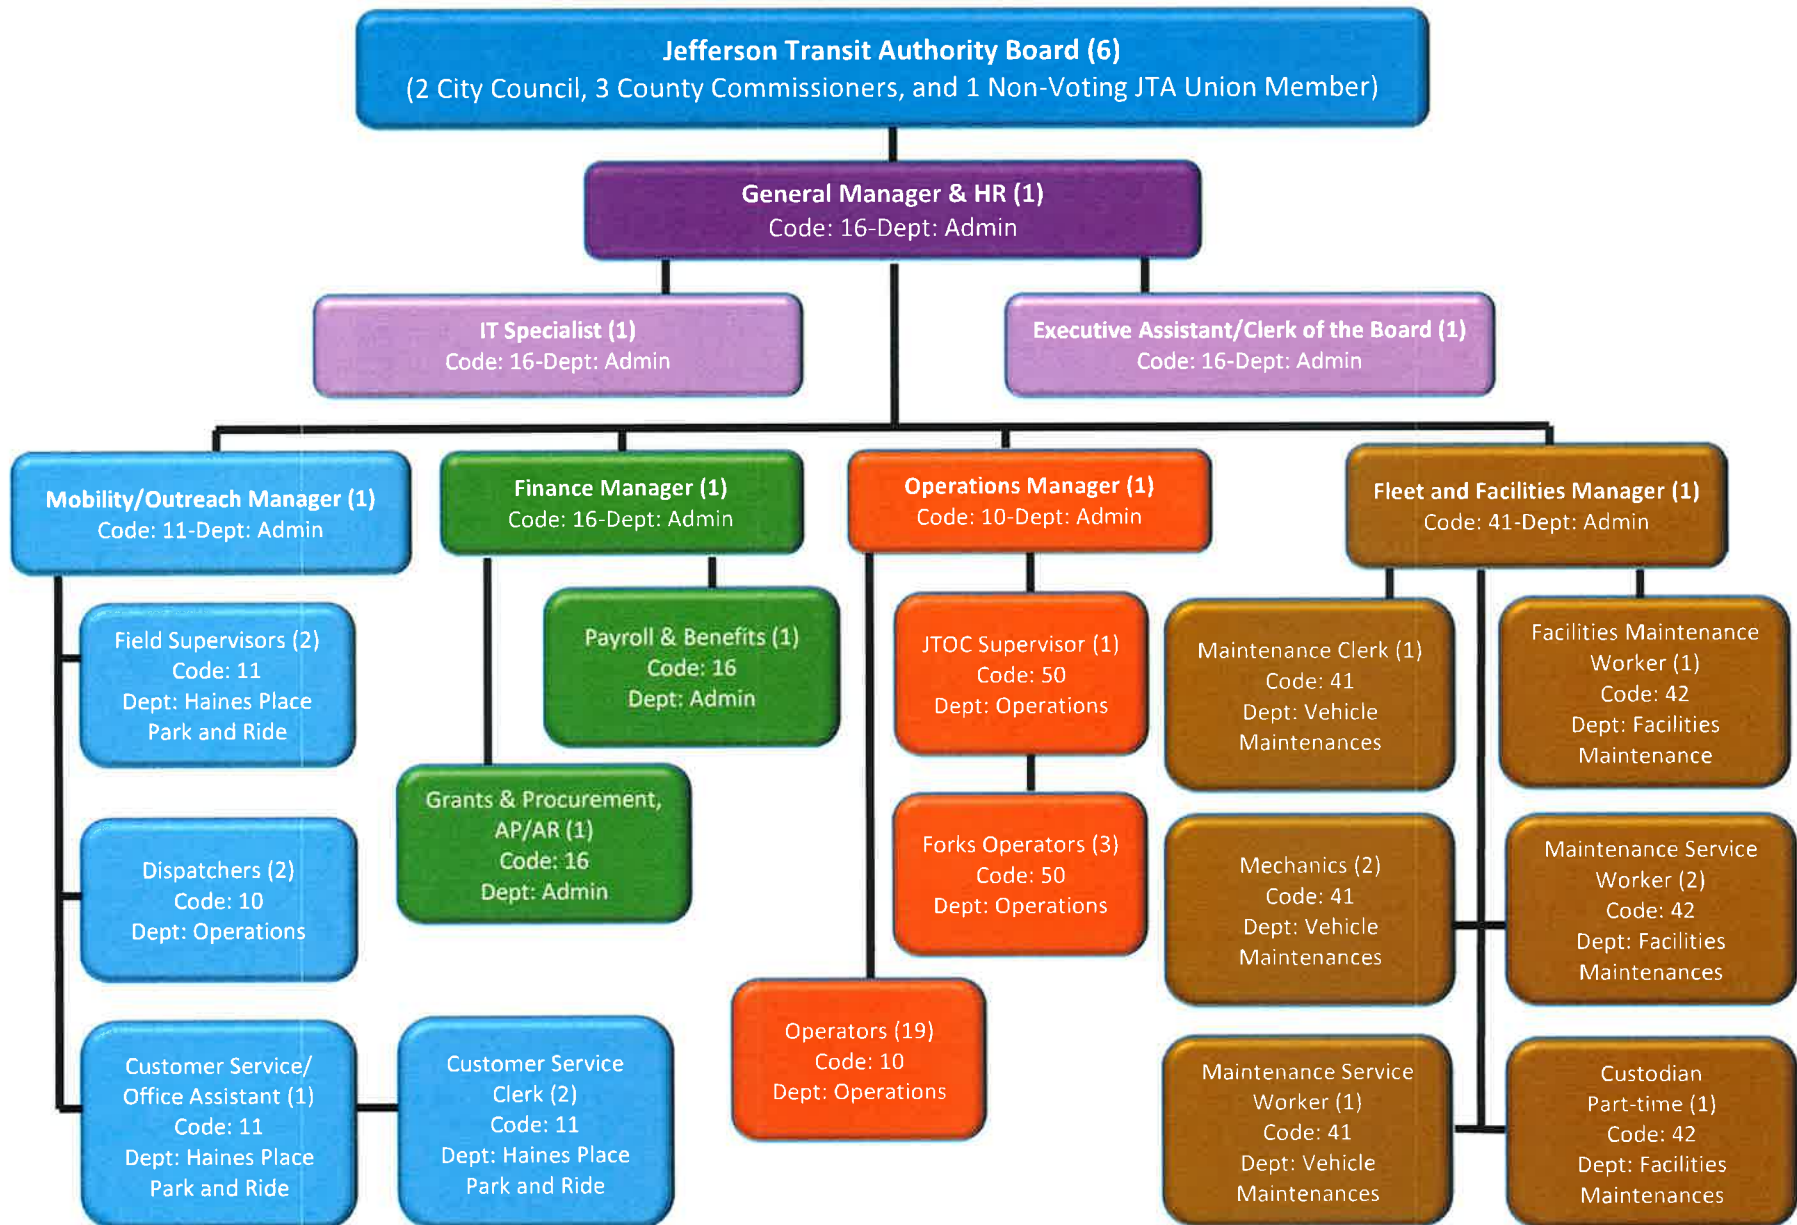 Jefferson Transit Authority Board (6)
(2 City Council, 3 County Commissioners, and 1 Non-Voting JTA Union Member)
General Manager & HR (1)
Code: 16-Dept: Admin
IT Specialist (1)
Code: 16-Dept: Admin
Executive Assistant/Clerk of the Board (1)
Code: 16-Dept: Admin
Mobility/Outreach Manager (1)
Code: 11-Dept: Admin
Finance Manager (1)
Code: 16-Dept: Admin
Operations Manager (1)
Code: 10-Dept: Admin
Fleet and Facilities Manager (1)
Code: 41-Dept: Admin
Field Supervisors (2)
Code: 11
Dept: Haines Place
Park and Ride
Payroll & Benefits (1)
Code: 16
Dept: Admin
JTOC Supervisor (1)
Code: 50
Dept: Operations
Maintenance Clerk (1)
Code: 41
Dept: Vehicle
Maintenances
Facilities Maintenance
Worker (1)
Code: 42
Dept: Facilities
Maintenance
Grants & Procurement,
AP/AR (1)
Code: 16
Dept: Admin
Dispatchers (2)
Code: 10
Dept: Operations
Forks Operators (3)
Code: 50
Dept: Operations
Mechanics (2)
Code: 41
Dept: Vehicle
Maintenances
Maintenance Service
Worker (2)
Code: 42
Dept: Facilities
Maintenances
Customer Service/
Office Assistant (1)
Code: 11
Dept: Haines Place
Park and Ride
Customer Service
Clerk (2)
Code: 11
Dept: Haines Place
Park and Ride
Operators (19)
Code: 10
Dept: Operations
Maintenance Service
Worker (1)
Code: 41
Dept: Vehicle
Maintenances
Custodian
Part-time (1)
Code: 42
Dept: Facilities
Maintenances